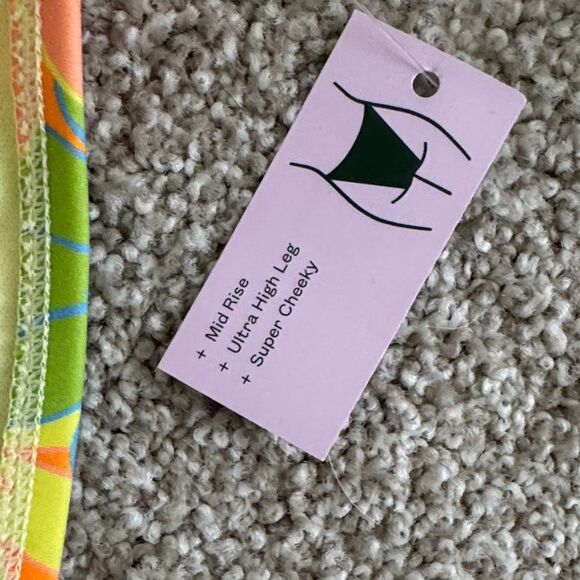 + Mid Rise
+ Ultra High Leg
+ Super Cheeky